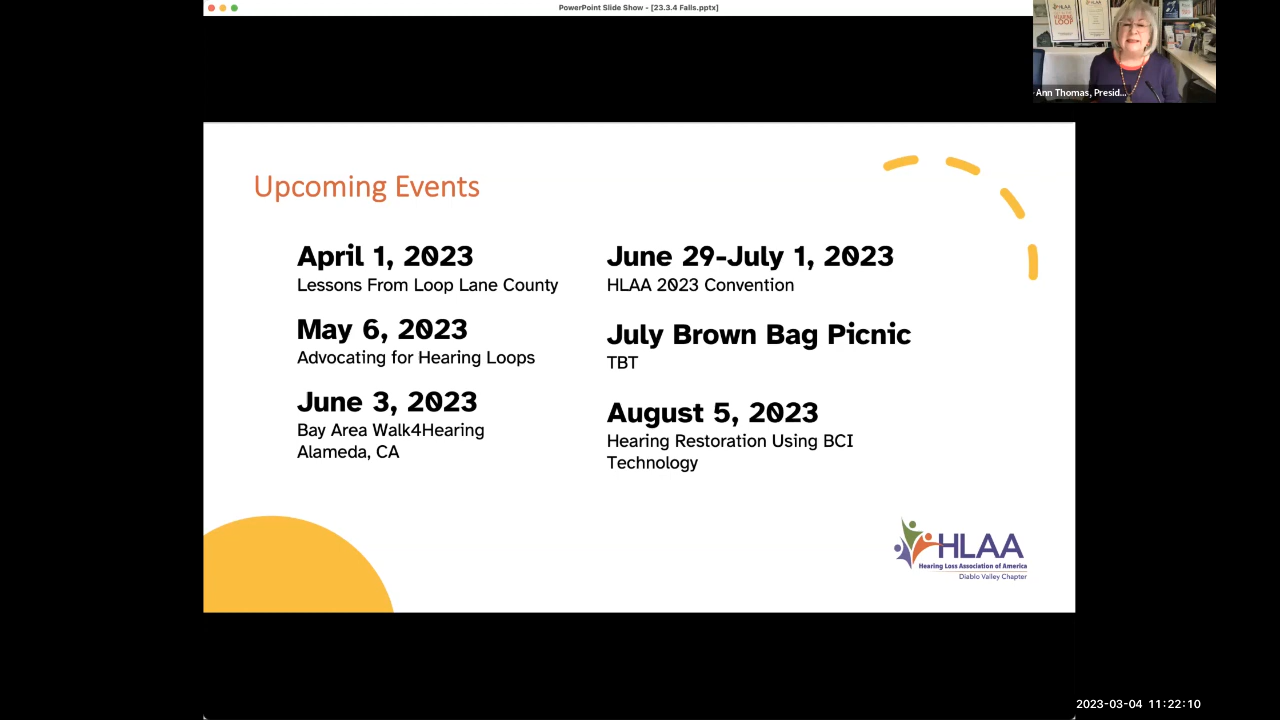 PowerPoint Slide Show - [23.3.4 Falls.pptx]
HLAA
HEARING
LOOP
Ann Thomas, Presid...
Upcoming Events
April 1, 2023
Lessons From Loop Lane County
May 6, 2023
Advocating for Hearing Loops
June 3, 2023
Bay Area Walk4Hearing
Alameda, CA
June 29-July 1, 2023
HLAA 2023 Convention
July Brown Bag Picnic
TBT
August 5, 2023
Hearing Restoration Using BCI
Technology
HLAA
Hearing Loss Association of America
Diablo Valley Chapter
2023-03-04 11:22:10